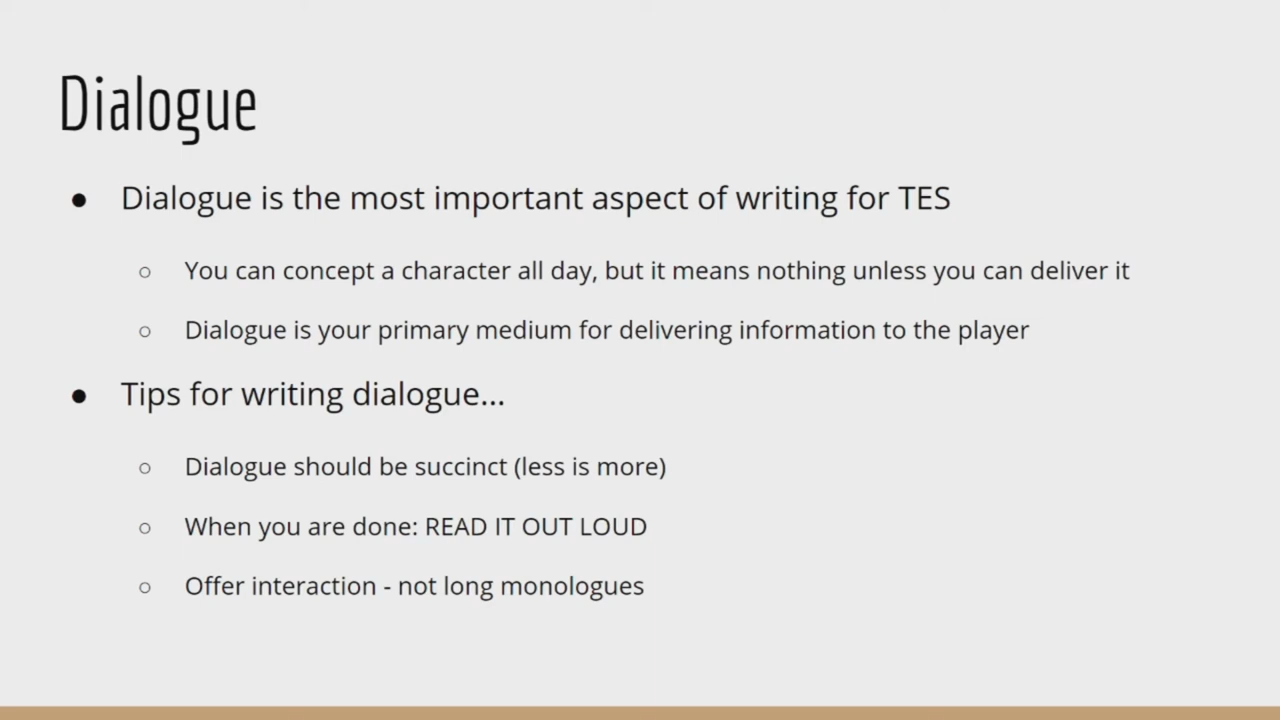 Dialogue
● Dialogue is the most important aspect of writing for TES
○ You can concept a character all day, but it means nothing unless you can deliver it
○ Dialogue is your primary medium for delivering information to the player
● Tips for writing dialogue...
○ Dialogue should be succinct (less is more)
○ When you are done: READ IT OUT LOUD
○ Offer interaction - not long monologues